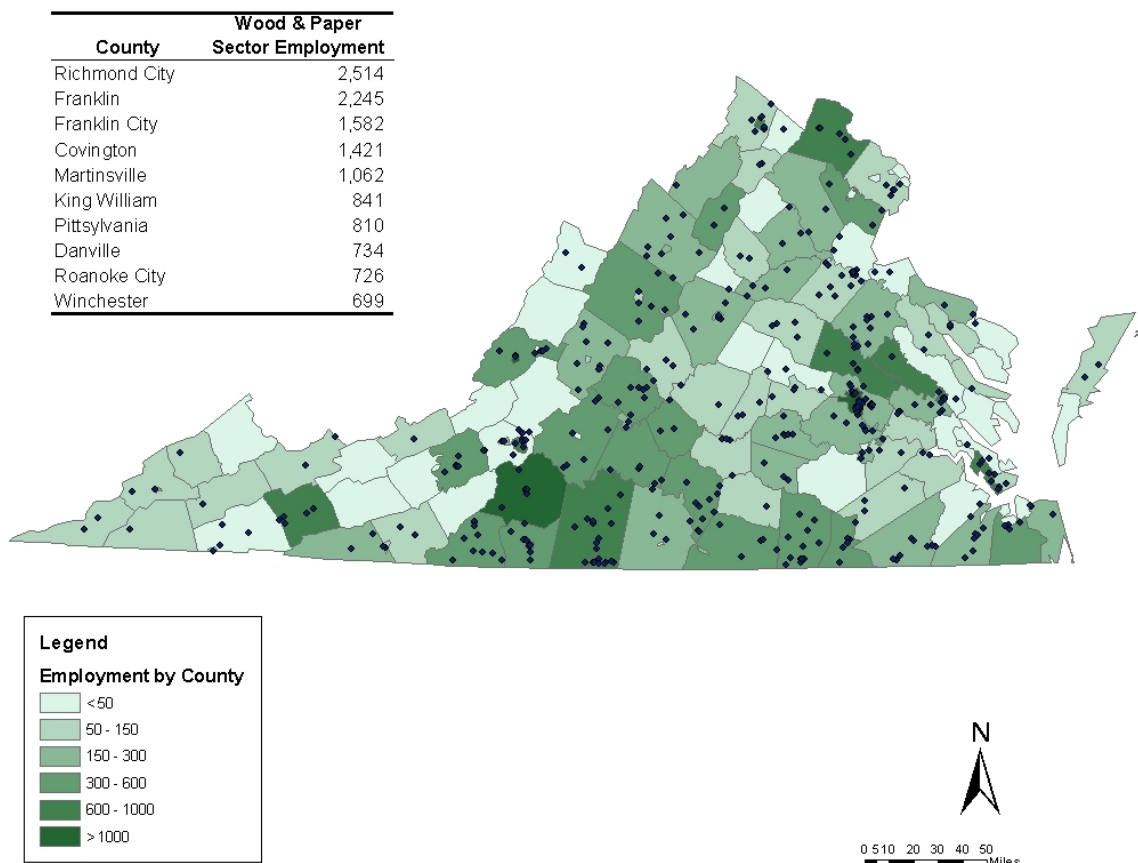 Wood & Paper
County Sector Employment
Richmond City 2,514
Franklin 2,245
Franklin City 1,582
Covington 1,421
Martinsville 1,062
King William 841
Pittsylvania 810
Danville 734
Roanoke City 726
Winchester 699
Legend
Employment by County
<50
50 - 150
150 - 300
300 - 600
600 - 1000
> 1000
N
0 5 10 20 30 40 50
Miles